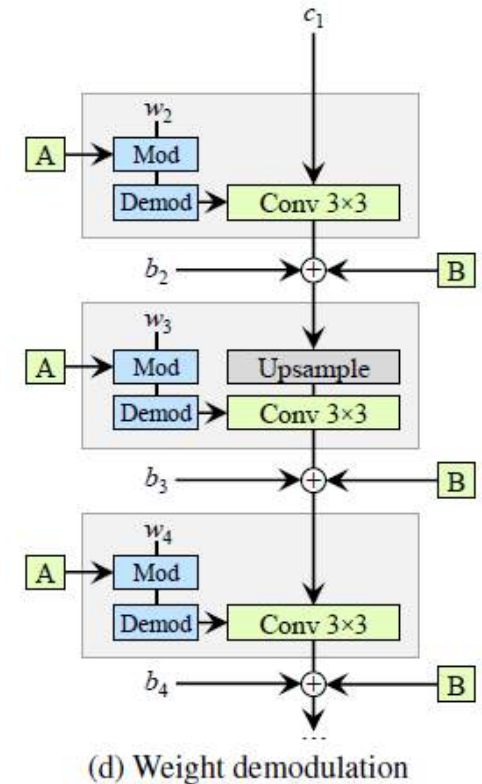 c₁
w₂
A Mod
Demod Conv 3×3
b₂ + B
w₃
A Mod Upsample
Demod Conv 3×3
b₃ + B
w₄
A Mod
Demod Conv 3×3
b₄ + B
...
(d) Weight demodulation